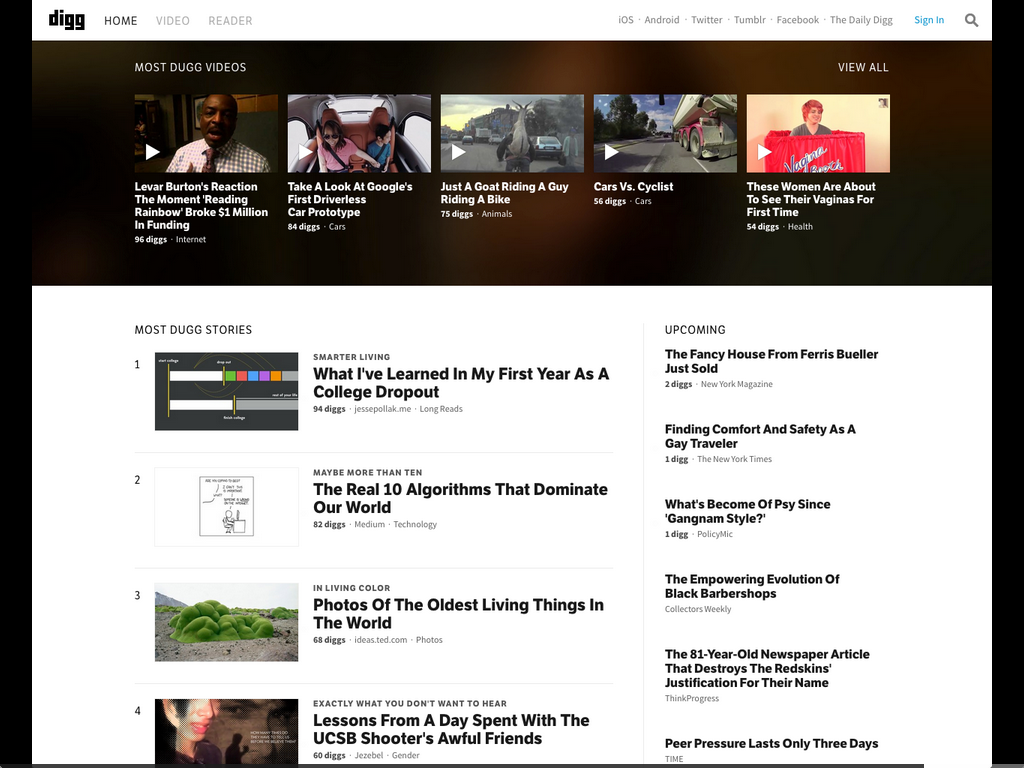 digg HOME VIDEO READER iOS · Android · Twitter · Tumblr · Facebook · The Daily Digg Sign In
MOST DUGG VIDEOS VIEW ALL
Levar Burton's Reaction
The Moment 'Reading
Rainbow' Broke $1 Million
In Funding
96 diggs · Internet
Take A Look At Google's
First Driverless
Car Prototype
84 diggs · Cars
Just A Goat Riding A Guy
Riding A Bike
75 diggs · Animals
Cars Vs. Cyclist
56 diggs · Cars
These Women Are About
To See Their Vaginas For
First Time
54 diggs · Health
MOST DUGG STORIES
1
start college
drop out
rest of your life
finish college
SMARTER LIVING
What I've Learned In My First Year As A
College Dropout
94 diggs · jessepollak.me · Long Reads
2
MAYBE MORE THAN TEN
The Real 10 Algorithms That Dominate
Our World
82 diggs · Medium · Technology
3
IN LIVING COLOR
Photos Of The Oldest Living Things In
The World
68 diggs · ideas.ted.com · Photos
4
EXACTLY WHAT YOU DON'T WANT TO HEAR
Lessons From A Day Spent With The
UCSB Shooter's Awful Friends
60 diggs · Jezebel · Gender
UPCOMING
The Fancy House From Ferris Bueller
Just Sold
2 diggs · New York Magazine
Finding Comfort And Safety As A
Gay Traveler
1 digg · The New York Times
What's Become Of Psy Since
'Gangnam Style?'
1 digg · PolicyMic
The Empowering Evolution Of
Black Barbershops
Collectors Weekly
The 81-Year-Old Newspaper Article
That Destroys The Redskins'
Justification For Their Name
ThinkProgress
Peer Pressure Lasts Only Three Days
TIME